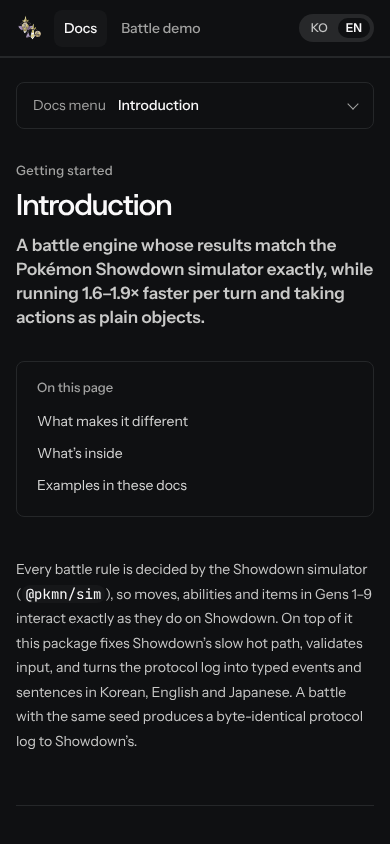 Docs
Battle demo
KO
EN
Docs menu Introduction
Getting started
Introduction
A battle engine whose results match the
Pokémon Showdown simulator exactly, while
running 1.6–1.9× faster per turn and taking
actions as plain objects.
On this page
What makes it different
What’s inside
Examples in these docs
Every battle rule is decided by the Showdown simulator
( @pkmn/sim ), so moves, abilities and items in Gens 1–9
interact exactly as they do on Showdown. On top of it
this package fixes Showdown’s slow hot path, validates
input, and turns the protocol log into typed events and
sentences in Korean, English and Japanese. A battle
with the same seed produces a byte-identical protocol
log to Showdown’s.